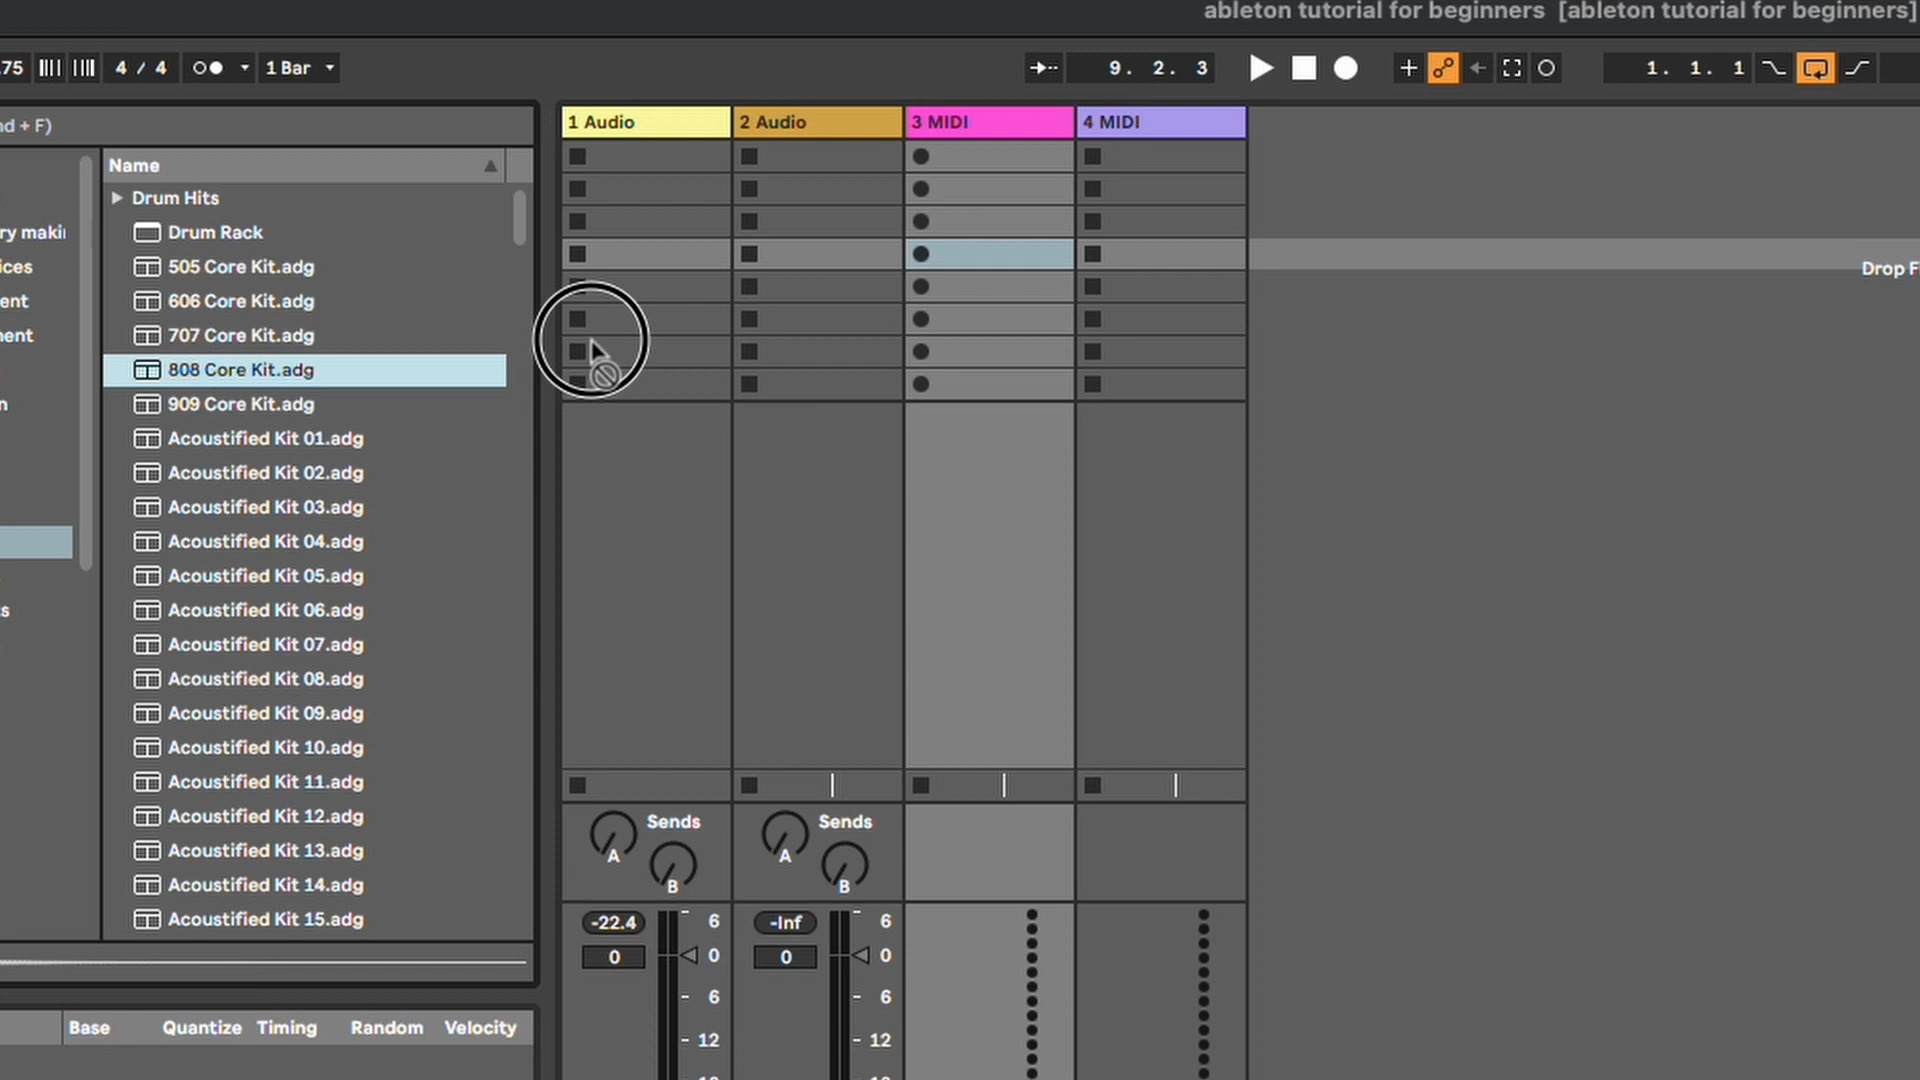 ableton tutorial for beginners [ableton tutorial for beginners]
.75 4 / 4 1 Bar 9. 2. 3 1. 1. 1
nd + F)
Name
Drum Hits
Drum Rack
505 Core Kit.adg
606 Core Kit.adg
707 Core Kit.adg
808 Core Kit.adg
909 Core Kit.adg
Acoustified Kit 01.adg
Acoustified Kit 02.adg
Acoustified Kit 03.adg
Acoustified Kit 04.adg
Acoustified Kit 05.adg
Acoustified Kit 06.adg
Acoustified Kit 07.adg
Acoustified Kit 08.adg
Acoustified Kit 09.adg
Acoustified Kit 10.adg
Acoustified Kit 11.adg
Acoustified Kit 12.adg
Acoustified Kit 13.adg
Acoustified Kit 14.adg
Acoustified Kit 15.adg
ry maki
ices
ent
nent
n
s
Base Quantize Timing Random Velocity
1 Audio 2 Audio 3 MIDI 4 MIDI
Drop F
Sends Sends
A A
B B
-22.4 6 -Inf 6
0 0 0 0
6 6
12 12